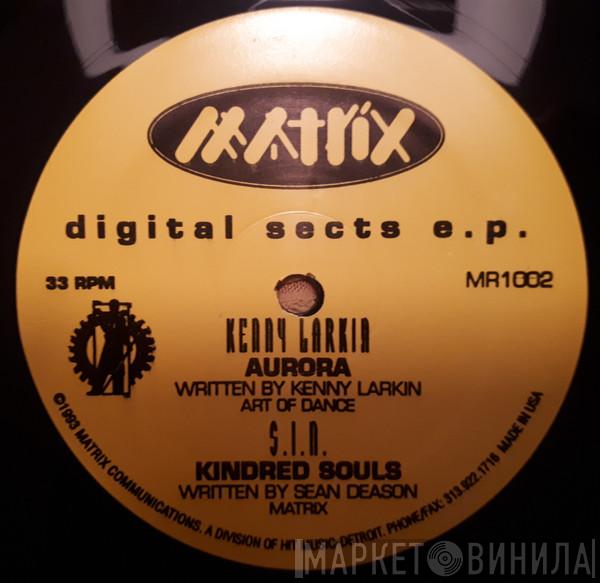 MATRIX
digital sects e.p.
33 RPM
MR1002
KENNY LARKIN
AURORA
WRITTEN BY KENNY LARKIN
ART OF DANCE
S.I.N.
KINDRED SOULS
WRITTEN BY SEAN DEASON
MATRIX
©1993 MATRIX COMMUNICATIONS. A DIVISION OF HIT MUSIC-DETROIT. PHONE/FAX: 313.922.1716 MADE IN USA
МАРКЕТ ВИНИЛА